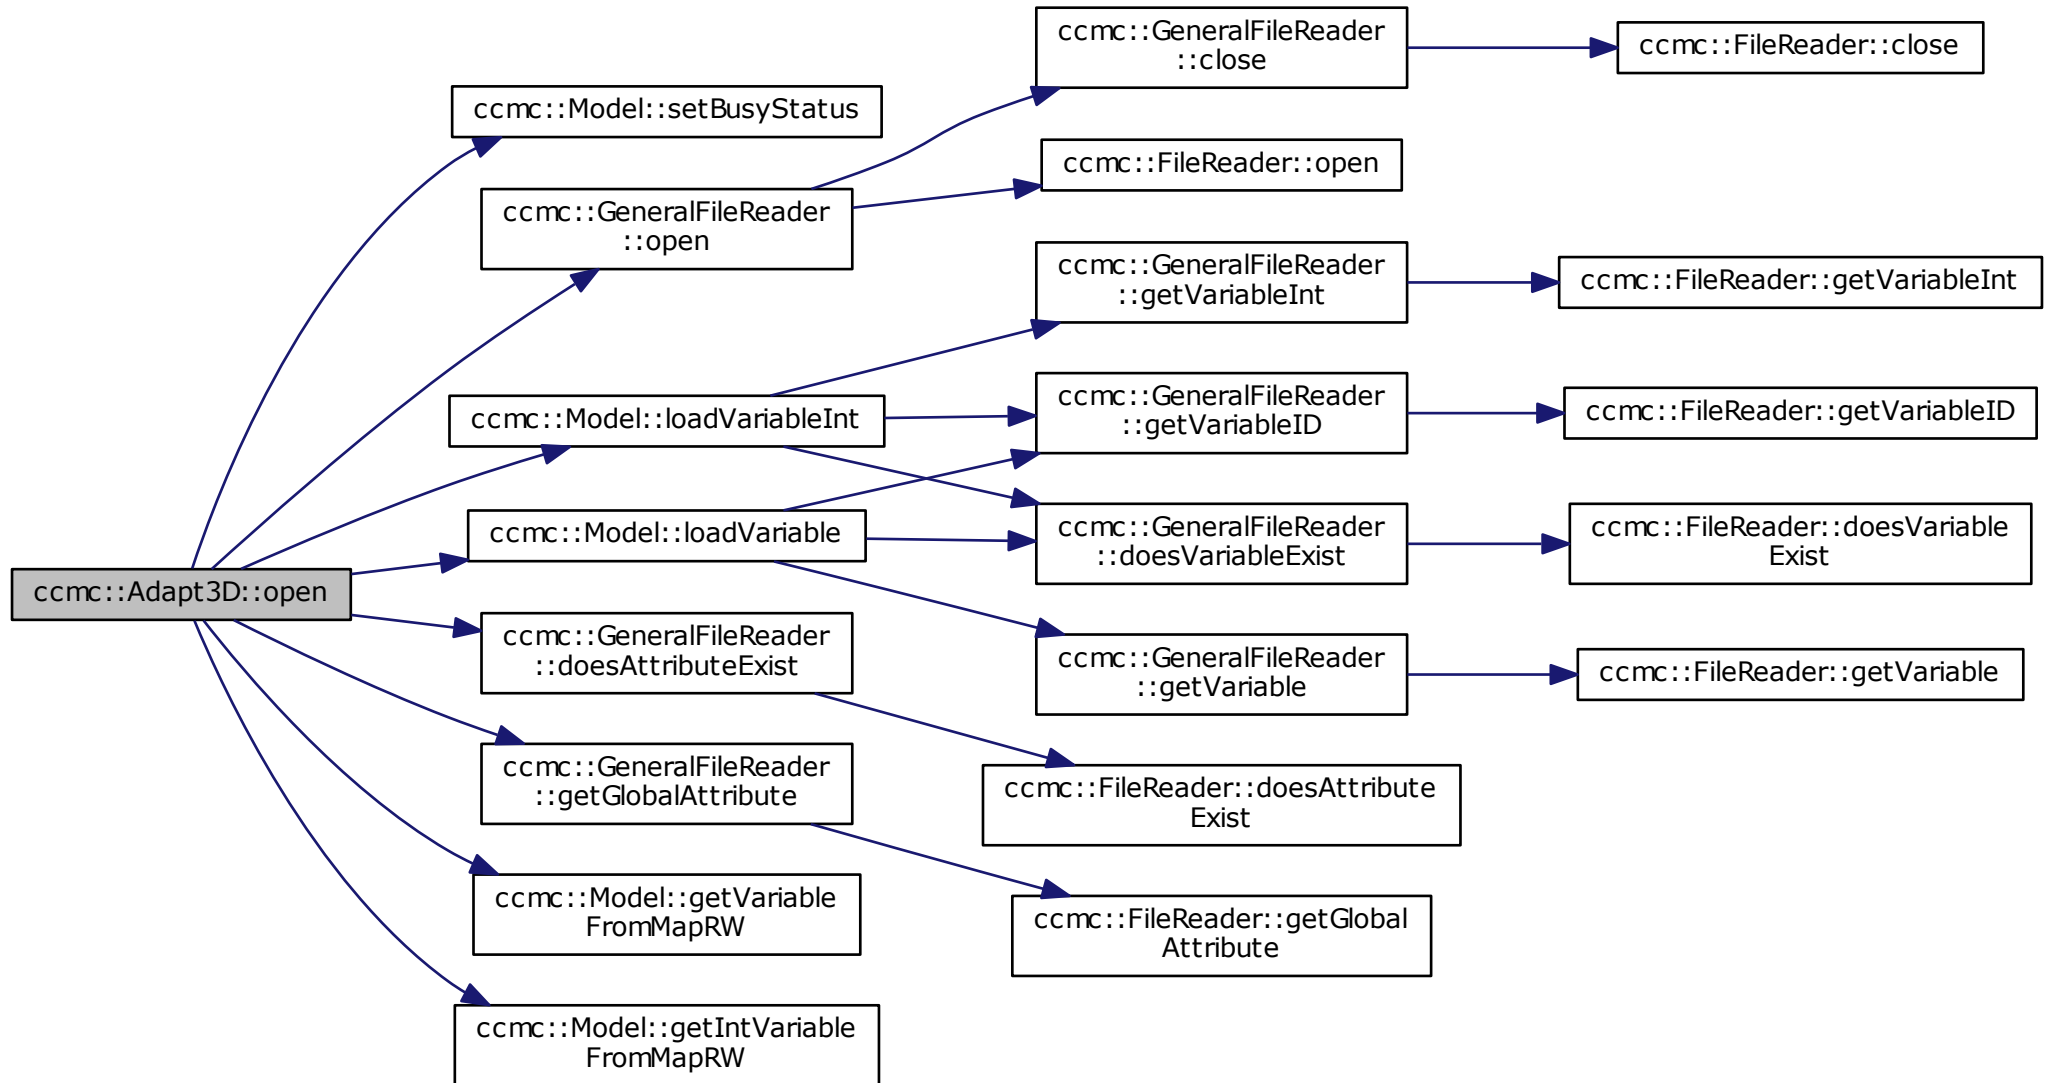 ccmc::Adapt3D::open
ccmc::Model::setBusyStatus
ccmc::GeneralFileReader
::open
ccmc::Model::loadVariableInt
ccmc::Model::loadVariable
ccmc::GeneralFileReader
::doesAttributeExist
ccmc::GeneralFileReader
::getGlobalAttribute
ccmc::Model::getVariable
FromMapRW
ccmc::Model::getIntVariable
FromMapRW
ccmc::GeneralFileReader
::close
ccmc::FileReader::open
ccmc::GeneralFileReader
::getVariableInt
ccmc::GeneralFileReader
::getVariableID
ccmc::GeneralFileReader
::doesVariableExist
ccmc::GeneralFileReader
::getVariable
ccmc::FileReader::doesAttribute
Exist
ccmc::FileReader::getGlobal
Attribute
ccmc::FileReader::close
ccmc::FileReader::getVariableInt
ccmc::FileReader::getVariableID
ccmc::FileReader::doesVariable
Exist
ccmc::FileReader::getVariable